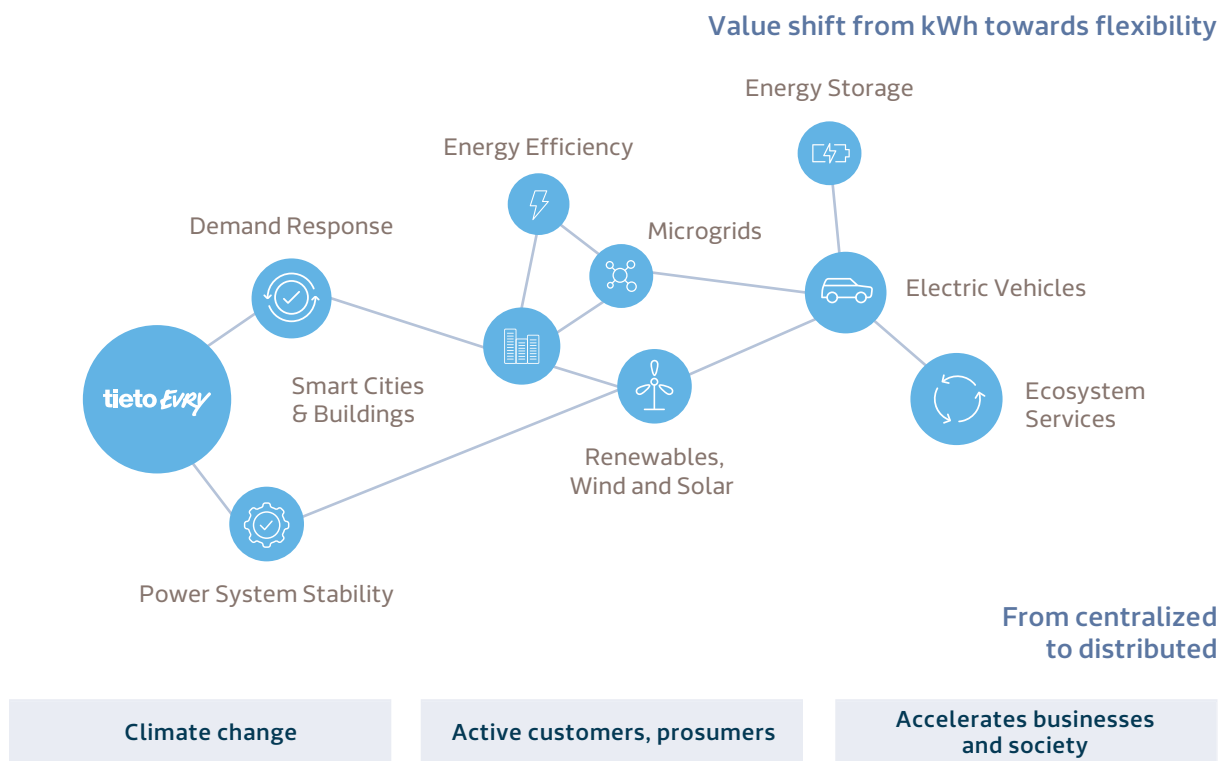 Value shift from kWh towards flexibility
Energy Storage
Energy Efficiency
Demand Response
Microgrids
Electric Vehicles
tieto EVRY
Smart Cities
& Buildings
Ecosystem
Services
Renewables,
Wind and Solar
Power System Stability
From centralized
to distributed
Climate change
Active customers, prosumers
Accelerates businesses
and society